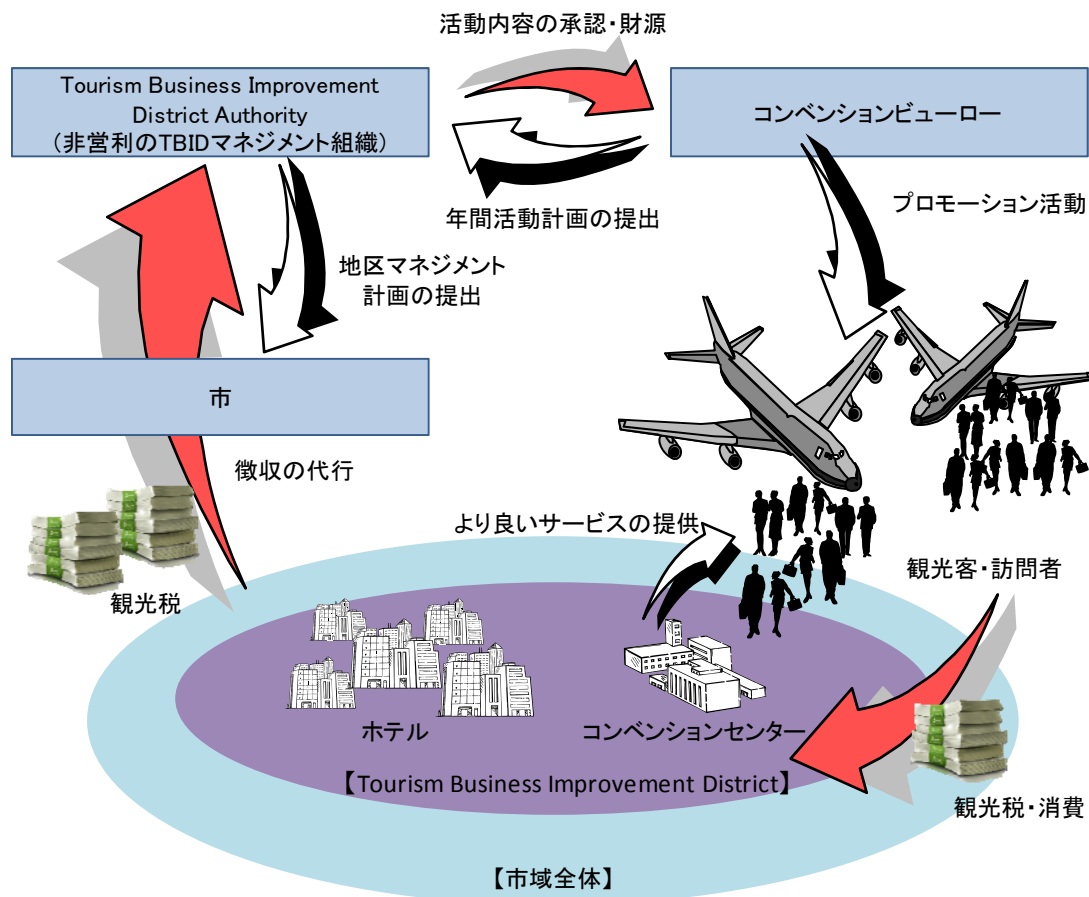 活動内容の承認・財源
Tourism Business Improvement
District Authority
（非営利のTBIDマネジメント組織）
コンベンションビューロー
年間活動計画の提出
プロモーション活動
地区マネジメント
計画の提出
市
徴収の代行
より良いサービスの提供
観光税
観光客・訪問者
ホテル
コンベンションセンター
【Tourism Business Improvement District】
観光税・消費
【市域全体】